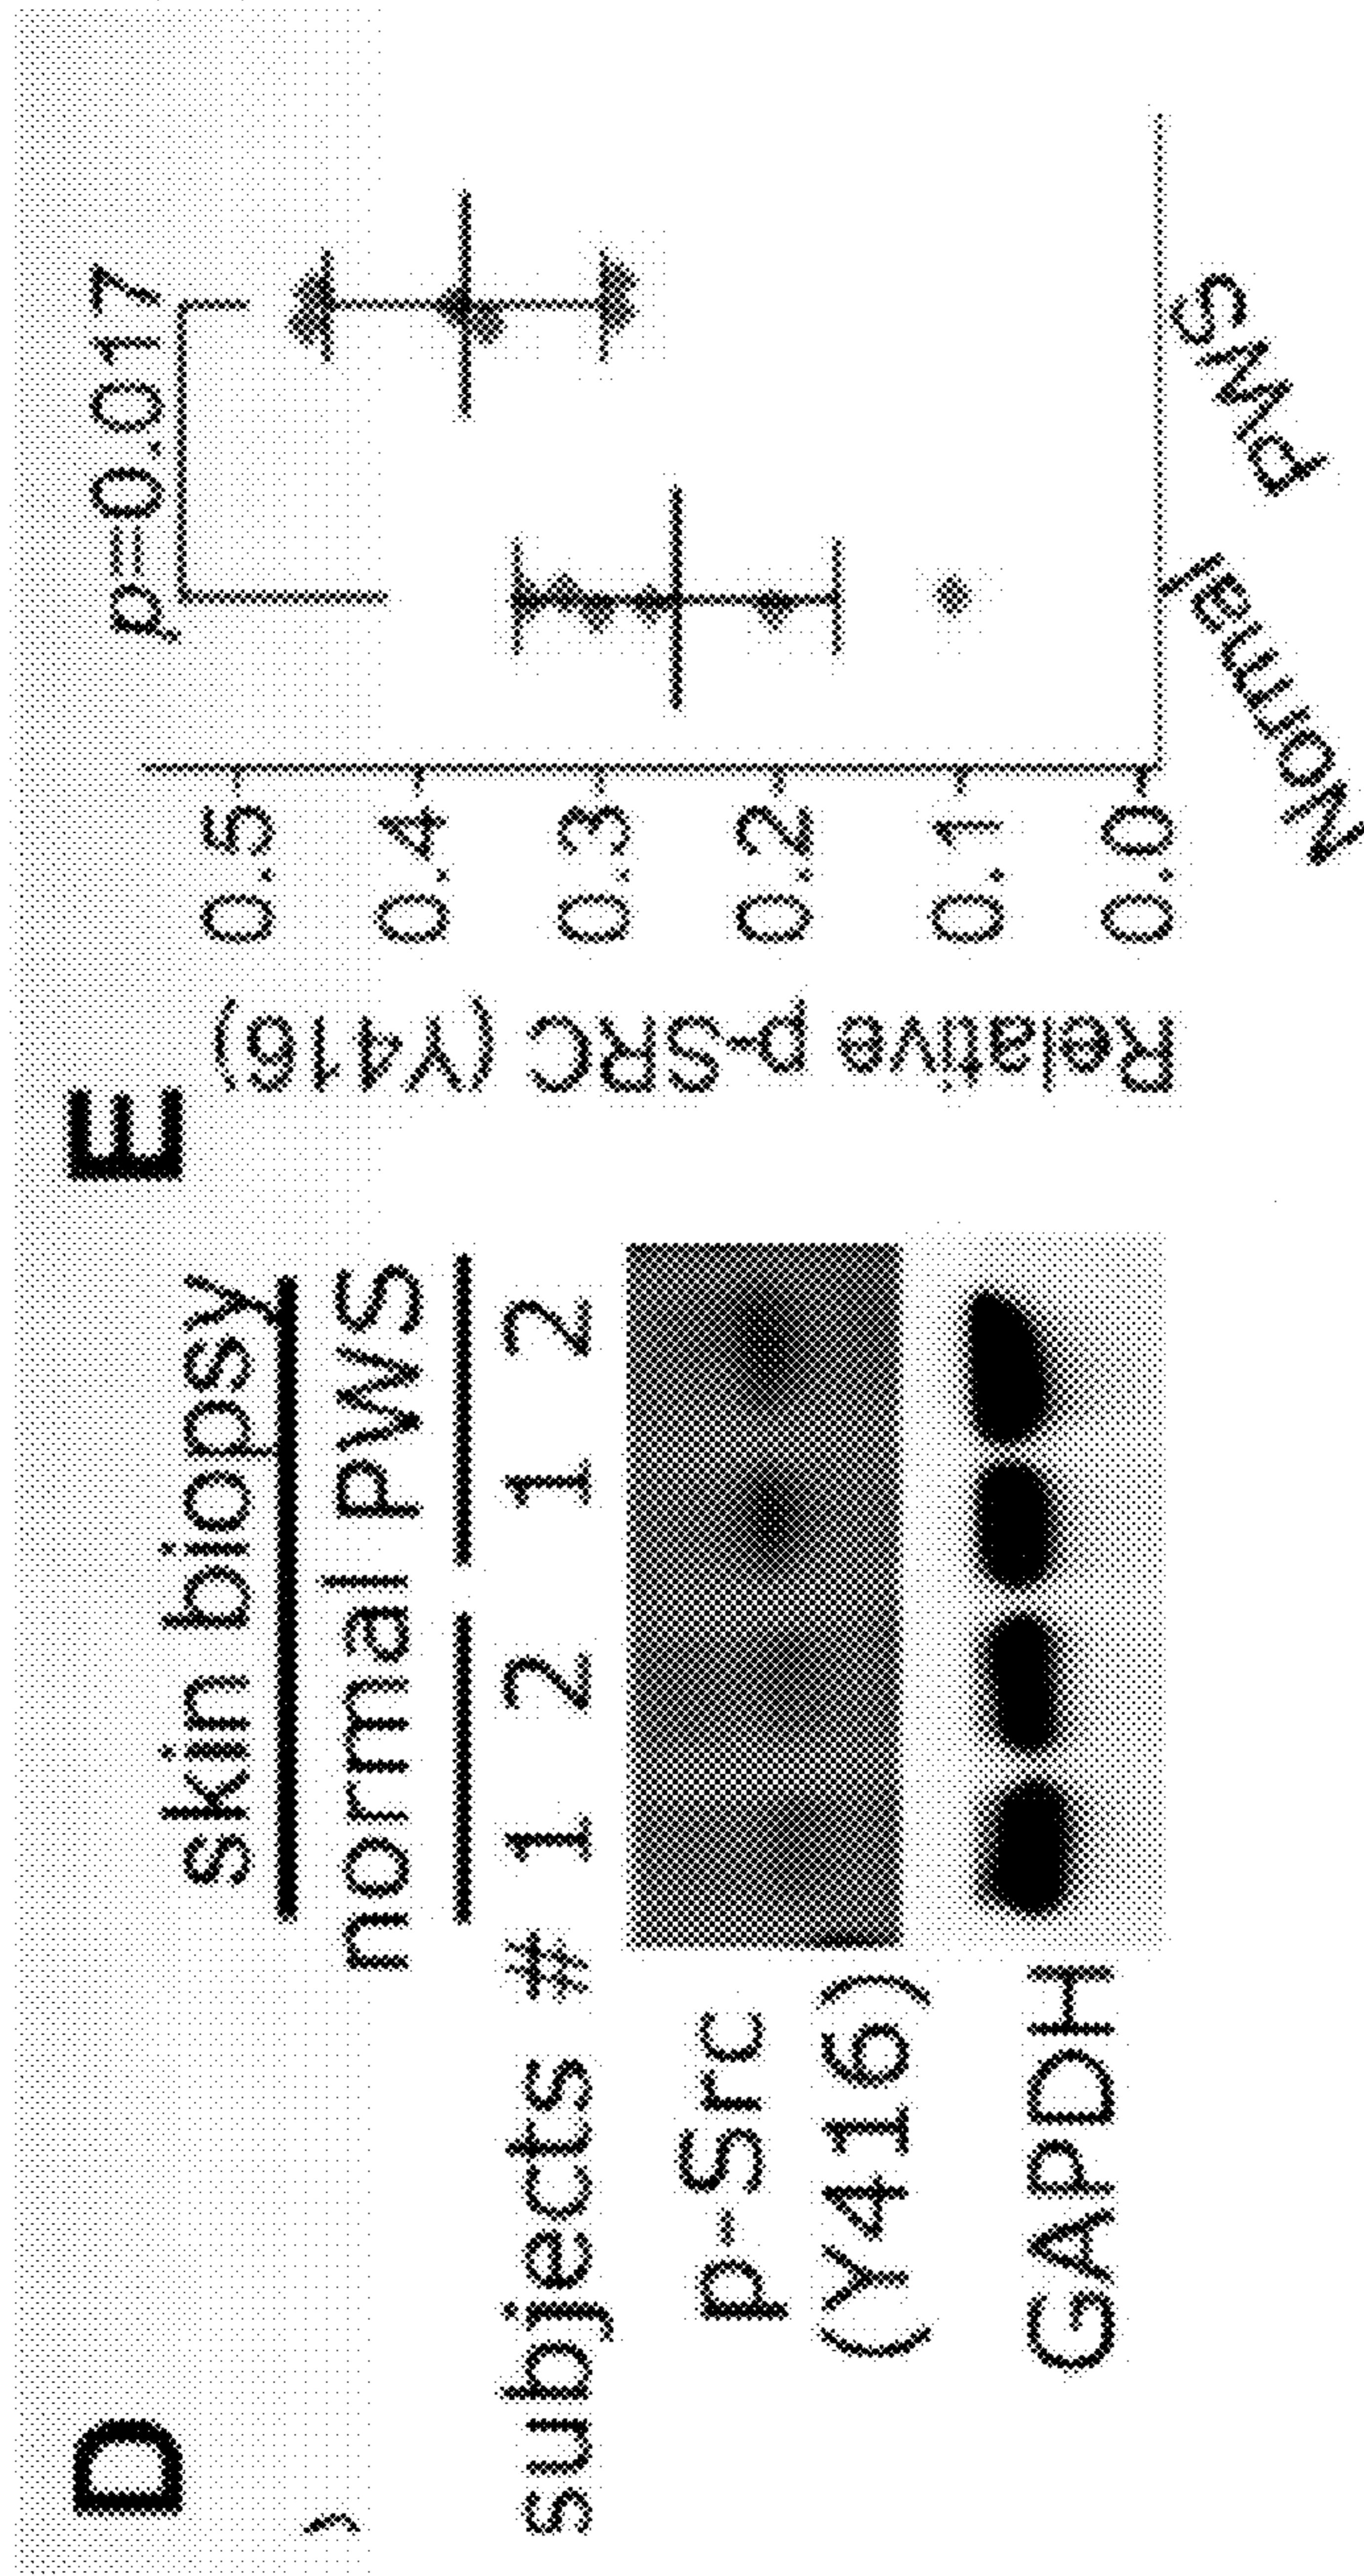 D
)
skin biopsy
normal PWS
subjects # 1 2 1 2
p-Src
(Y416)
GAPDH
E
p=0.017
Relative p-SRC (Y416)
0.5
0.4
0.3
0.2
0.1
0.0
Normal
PWS